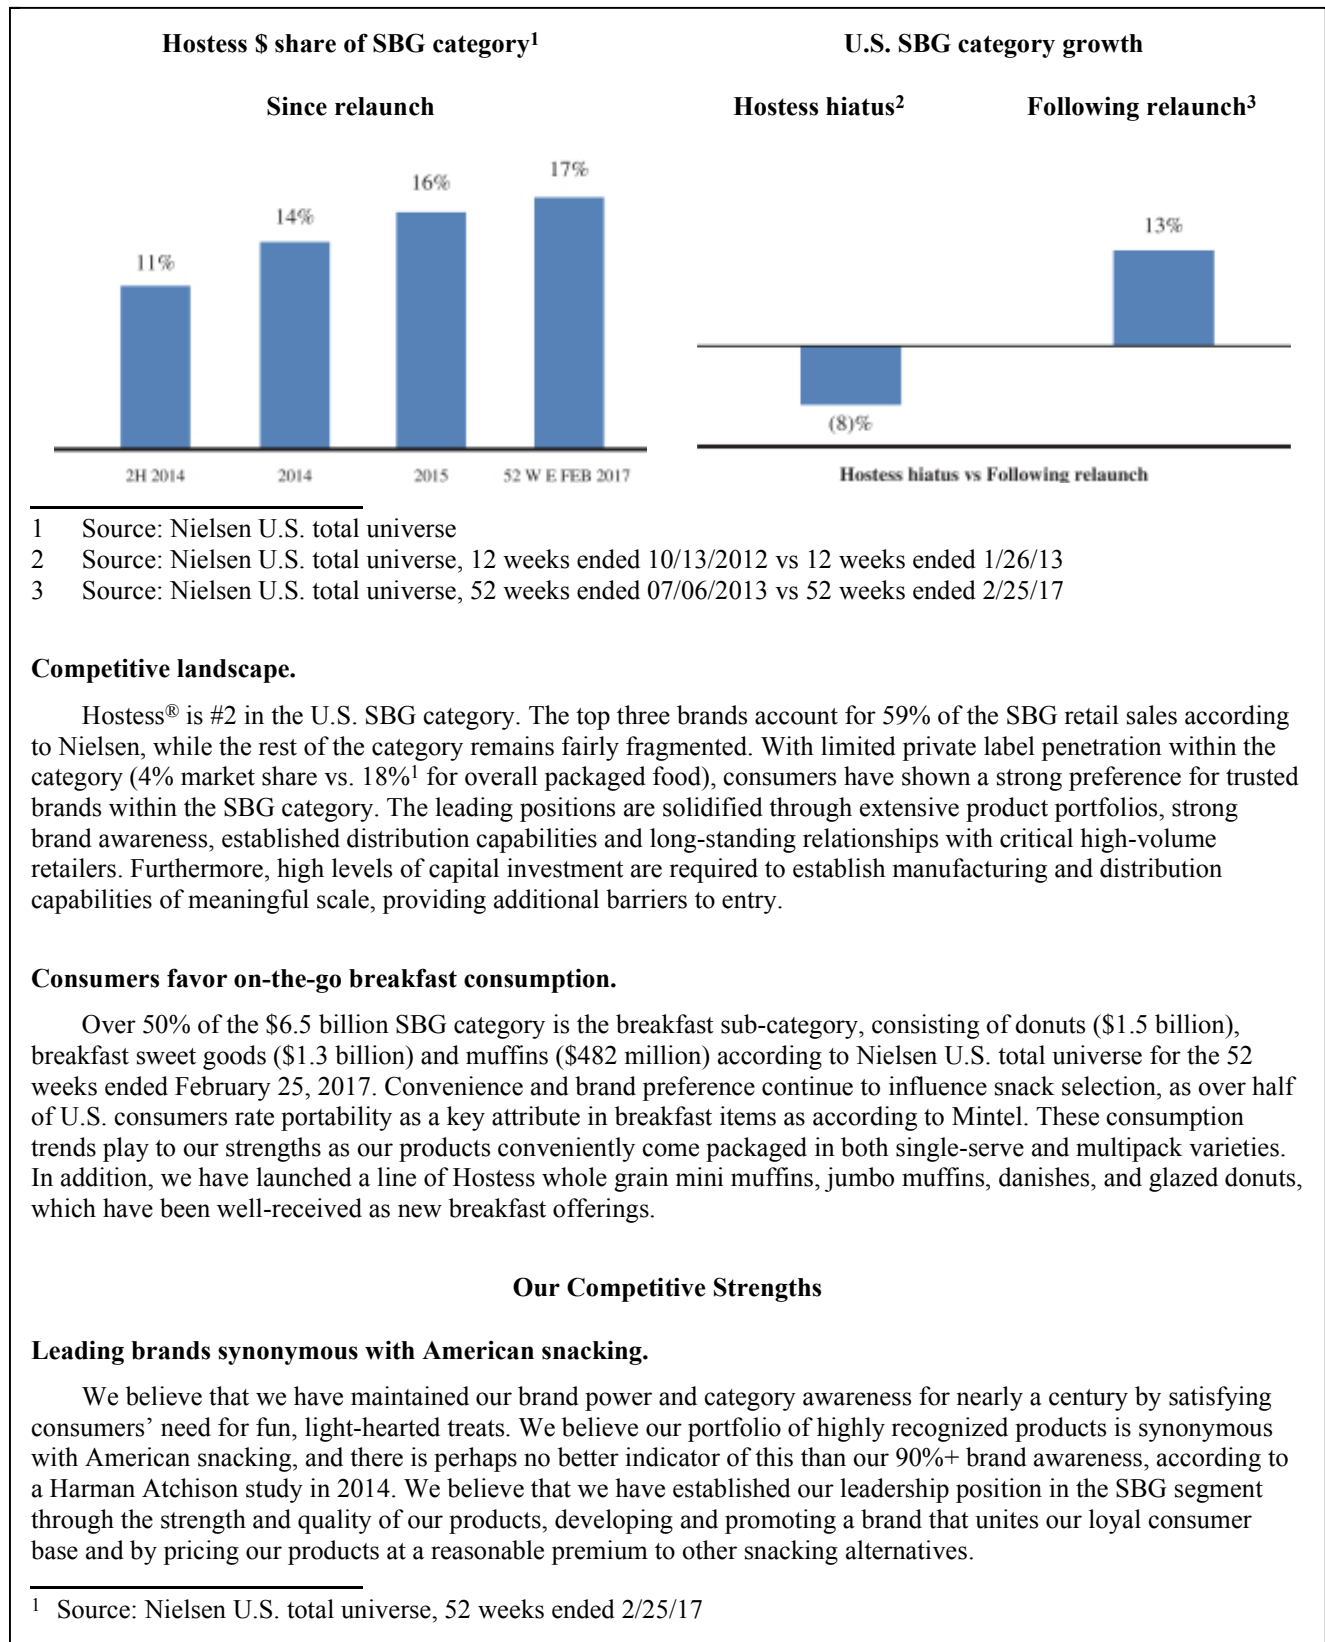 Hostess $ share of SBG category1
U.S. SBG category growth
Since relaunch
Hostess hiatus2
Following relaunch3
11%
14%
16%
17%
2H 2014
2014
2015
52 W E FEB 2017
(8)%
13%
Hostess hiatus vs Following relaunch
1 Source: Nielsen U.S. total universe
2 Source: Nielsen U.S. total universe, 12 weeks ended 10/13/2012 vs 12 weeks ended 1/26/13
3 Source: Nielsen U.S. total universe, 52 weeks ended 07/06/2013 vs 52 weeks ended 2/25/17
Competitive landscape.
Hostess® is #2 in the U.S. SBG category. The top three brands account for 59% of the SBG retail sales according
to Nielsen, while the rest of the category remains fairly fragmented. With limited private label penetration within the
category (4% market share vs. 18%1 for overall packaged food), consumers have shown a strong preference for trusted
brands within the SBG category. The leading positions are solidified through extensive product portfolios, strong
brand awareness, established distribution capabilities and long-standing relationships with critical high-volume
retailers. Furthermore, high levels of capital investment are required to establish manufacturing and distribution
capabilities of meaningful scale, providing additional barriers to entry.
Consumers favor on-the-go breakfast consumption.
Over 50% of the $6.5 billion SBG category is the breakfast sub-category, consisting of donuts ($1.5 billion),
breakfast sweet goods ($1.3 billion) and muffins ($482 million) according to Nielsen U.S. total universe for the 52
weeks ended February 25, 2017. Convenience and brand preference continue to influence snack selection, as over half
of U.S. consumers rate portability as a key attribute in breakfast items as according to Mintel. These consumption
trends play to our strengths as our products conveniently come packaged in both single-serve and multipack varieties.
In addition, we have launched a line of Hostess whole grain mini muffins, jumbo muffins, danishes, and glazed donuts,
which have been well-received as new breakfast offerings.
Our Competitive Strengths
Leading brands synonymous with American snacking.
We believe that we have maintained our brand power and category awareness for nearly a century by satisfying
consumers’ need for fun, light-hearted treats. We believe our portfolio of highly recognized products is synonymous
with American snacking, and there is perhaps no better indicator of this than our 90%+ brand awareness, according to
a Harman Atchison study in 2014. We believe that we have established our leadership position in the SBG segment
through the strength and quality of our products, developing and promoting a brand that unites our loyal consumer
base and by pricing our products at a reasonable premium to other snacking alternatives.
1 Source: Nielsen U.S. total universe, 52 weeks ended 2/25/17